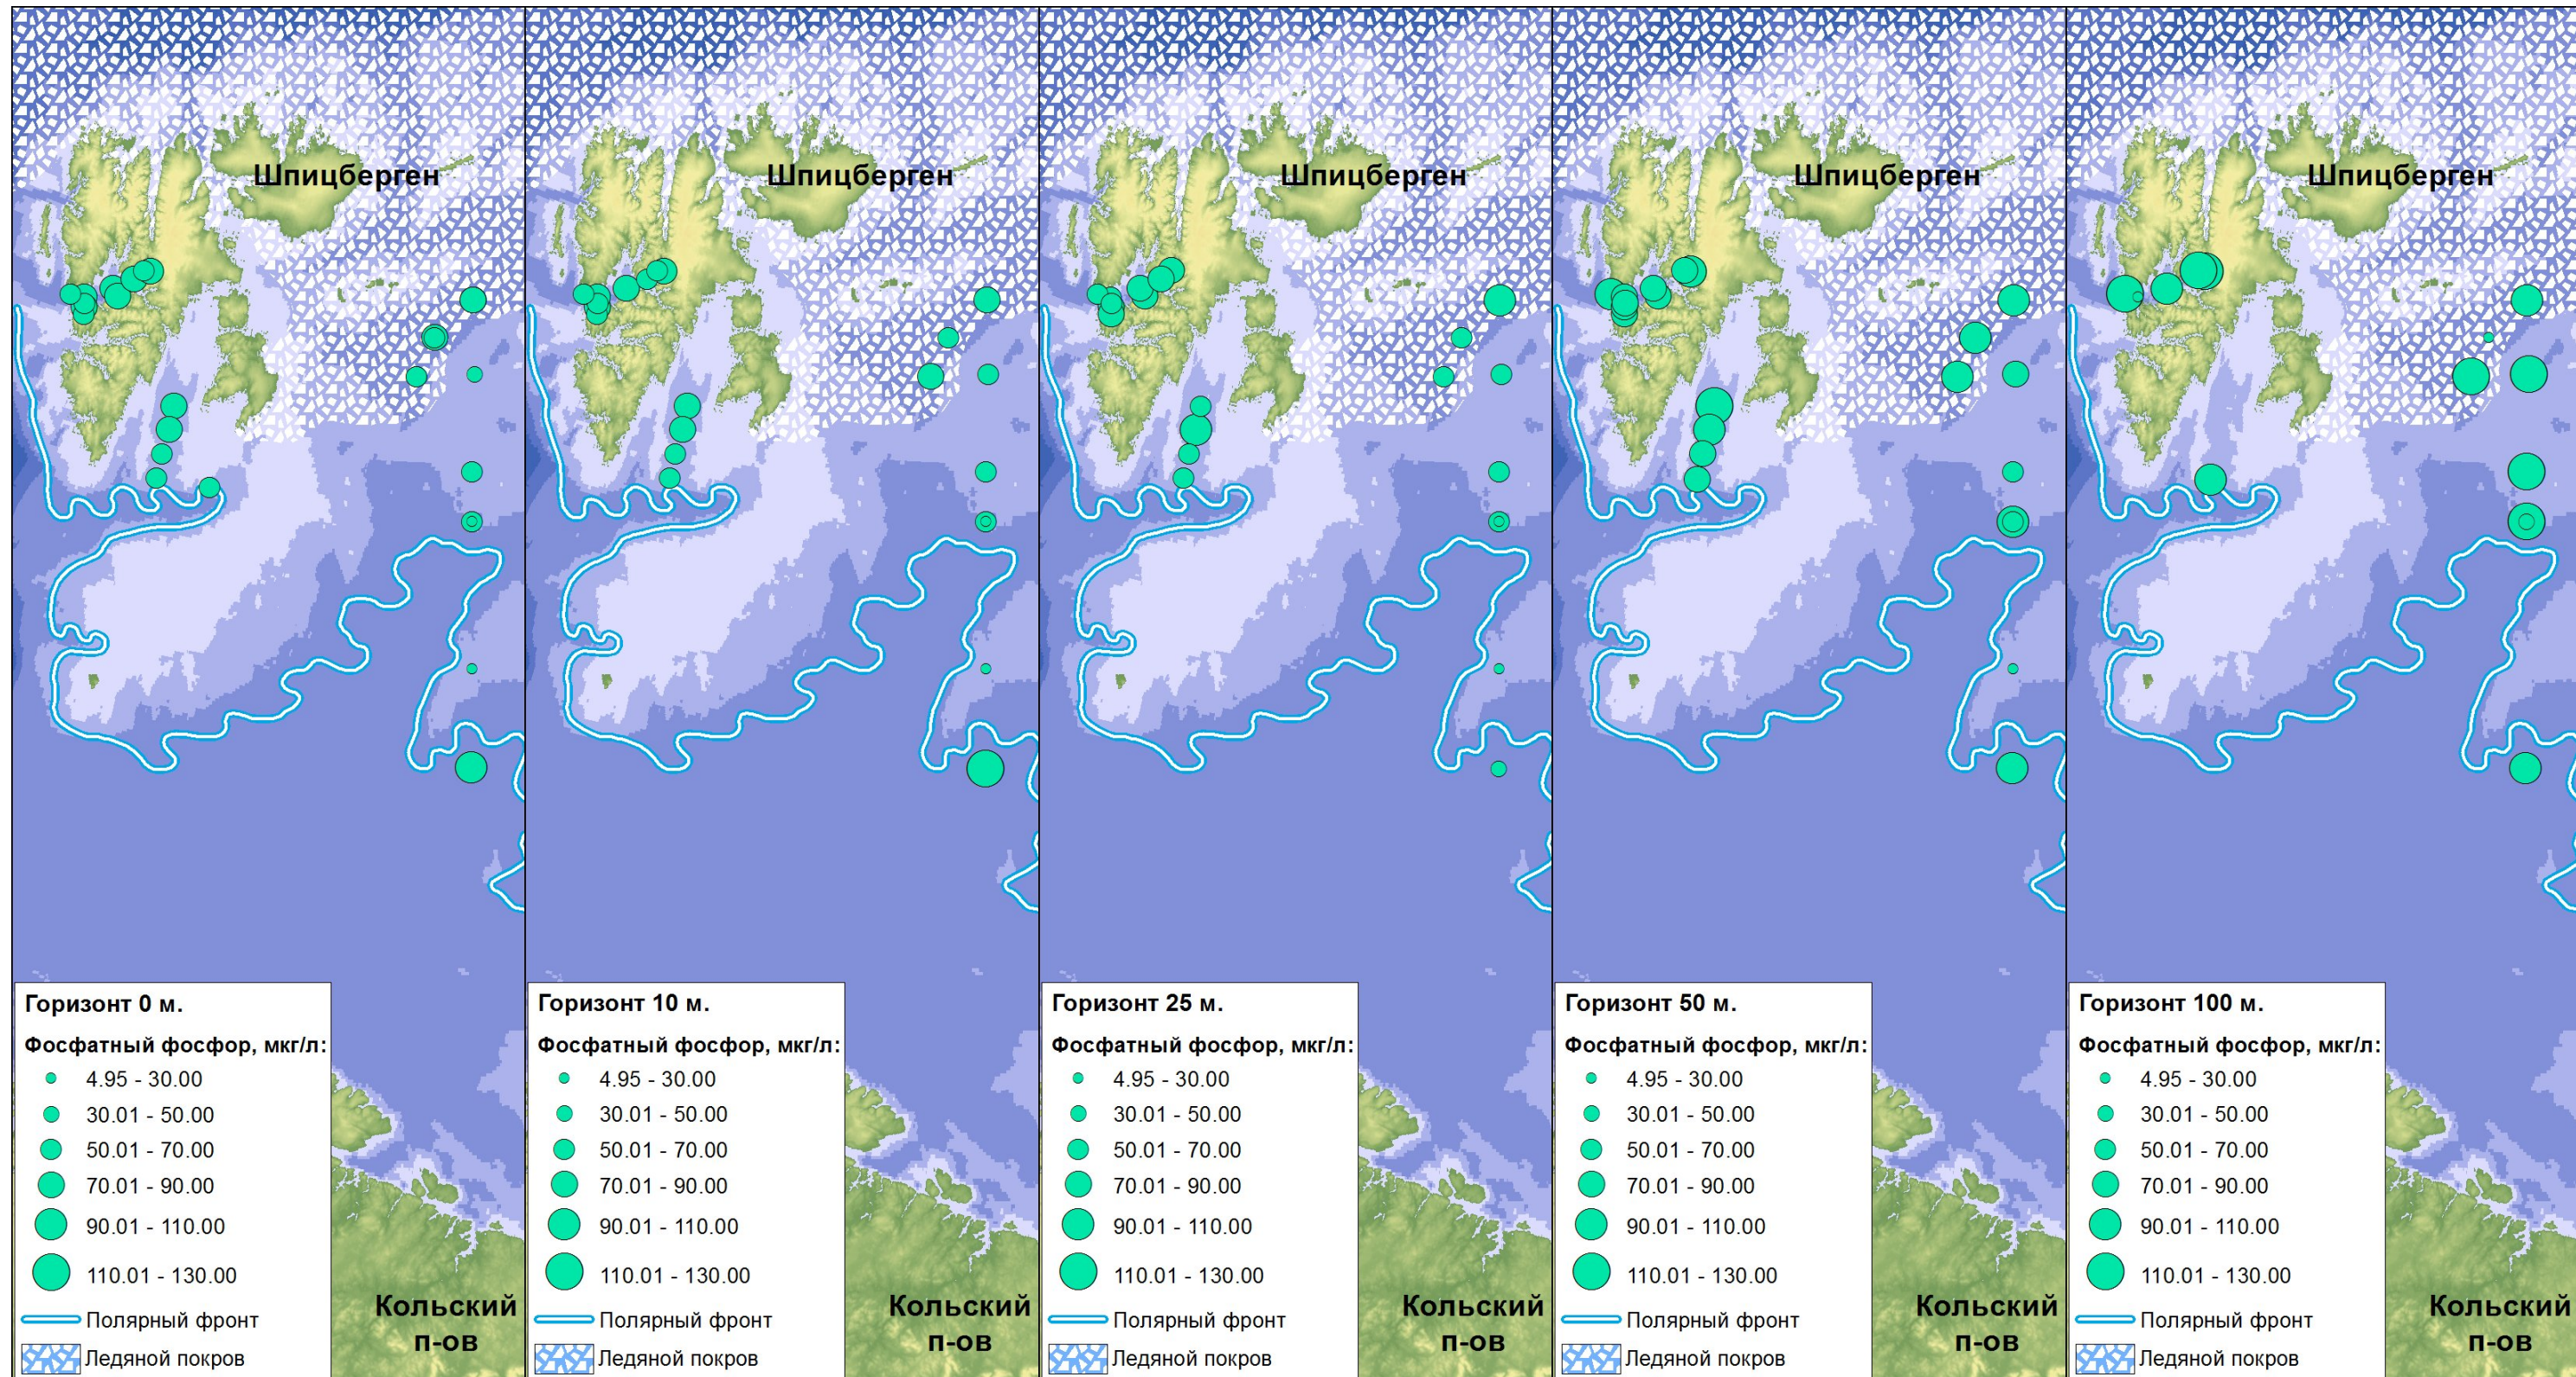 Шпицберген
Горизонт 0 м.
Фосфатный фосфор, мкг/л:
4.95 - 30.00
30.01 - 50.00
50.01 - 70.00
70.01 - 90.00
90.01 - 110.00
110.01 - 130.00
Полярный фронт
Ледяной покров
Кольский
п-ов
Шпицберген
Горизонт 10 м.
Фосфатный фосфор, мкг/л:
4.95 - 30.00
30.01 - 50.00
50.01 - 70.00
70.01 - 90.00
90.01 - 110.00
110.01 - 130.00
Полярный фронт
Ледяной покров
Кольский
п-ов
Шпицберген
Горизонт 25 м.
Фосфатный фосфор, мкг/л:
4.95 - 30.00
30.01 - 50.00
50.01 - 70.00
70.01 - 90.00
90.01 - 110.00
110.01 - 130.00
Полярный фронт
Ледяной покров
Кольский
п-ов
Шпицберген
Горизонт 50 м.
Фосфатный фосфор, мкг/л:
4.95 - 30.00
30.01 - 50.00
50.01 - 70.00
70.01 - 90.00
90.01 - 110.00
110.01 - 130.00
Полярный фронт
Ледяной покров
Кольский
п-ов
Шпицберген
Горизонт 100 м.
Фосфатный фосфор, мкг/л:
4.95 - 30.00
30.01 - 50.00
50.01 - 70.00
70.01 - 90.00
90.01 - 110.00
110.01 - 130.00
Полярный фронт
Ледяной покров
Кольский
п-ов